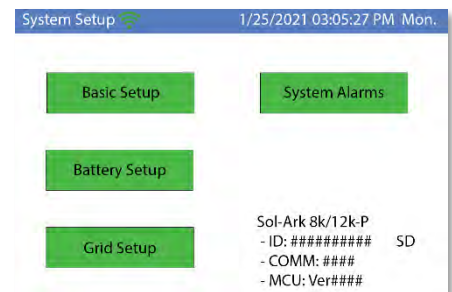 System Setup 1/25/2021 03:05:27 PM Mon.
Basic Setup System Alarms
Battery Setup
Grid Setup
Sol-Ark 8k/12k-P
- ID: ########## SD
- COMM: ####
- MCU: Ver####